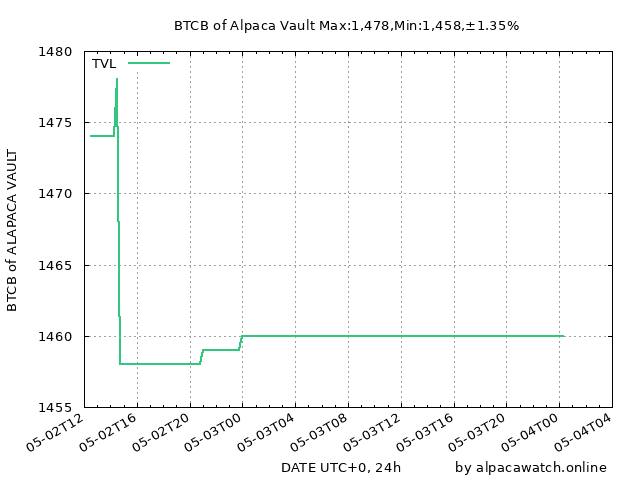 BTCB of Alpaca Vault Max:1,478,Min:1,458,±1.35%
TVL
1480
1475
1470
1465
1460
1455
BTCB of ALAPACA VAULT
05-02T12
05-02T16
05-02T20
05-03T00
05-03T04
05-03T08
05-03T12
05-03T16
05-03T20
05-04T00
05-04T04
DATE UTC+0, 24h
by alpacawatch.online